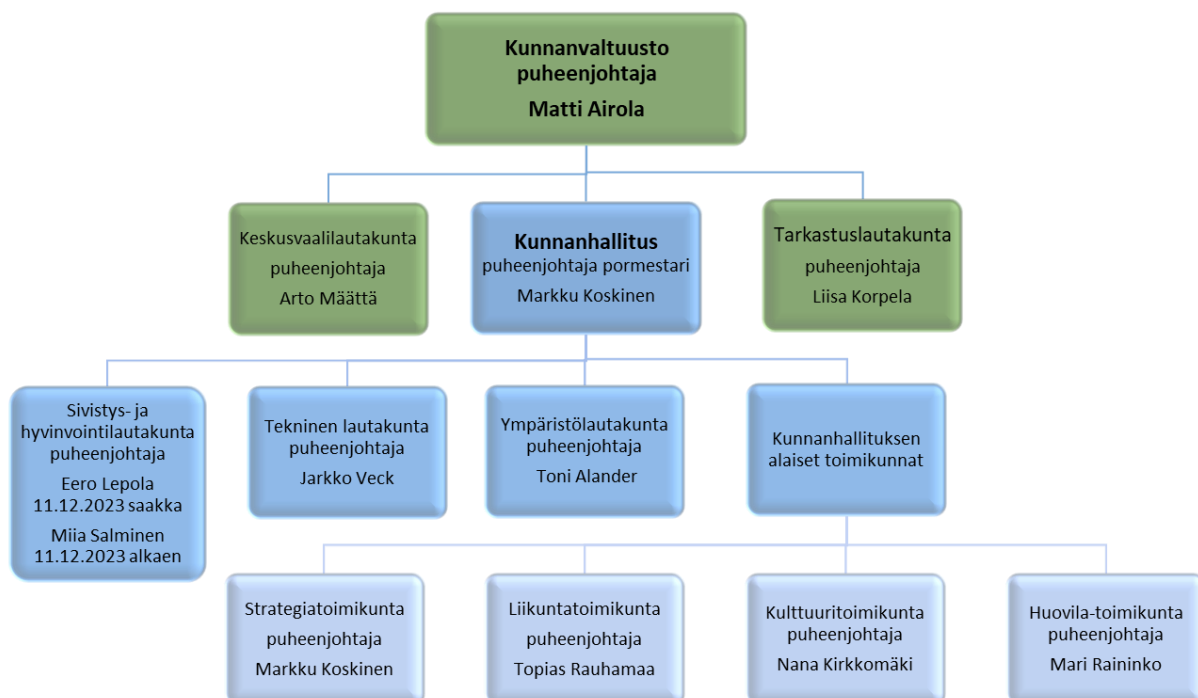 Kunnanvaltuusto
puheenjohtaja
Matti Airola
Keskusvaalilautakunta
puheenjohtaja
Arto Määttä
Kunnanhallitus
puheenjohtaja pormestari
Markku Koskinen
Tarkastuslautakunta
puheenjohtaja
Liisa Korpela
Sivistys- ja
hyvinvointilautakunta
puheenjohtaja
Eero Lepola
11.12.2023 saakka
Miia Salminen
11.12.2023 alkaen
Tekninen lautakunta
puheenjohtaja
Jarkko Veck
Ympäristölautakunta
puheenjohtaja
Toni Alander
Kunnanhallituksen
alaiset toimikunnat
Strategiatoimikunta
puheenjohtaja
Markku Koskinen
Liikuntatoimikunta
puheenjohtaja
Topias Rauhamaa
Kulttuuritoimikunta
puheenjohtaja
Nana Kirkkomäki
Huovila-toimikunta
puheenjohtaja
Mari Raininko